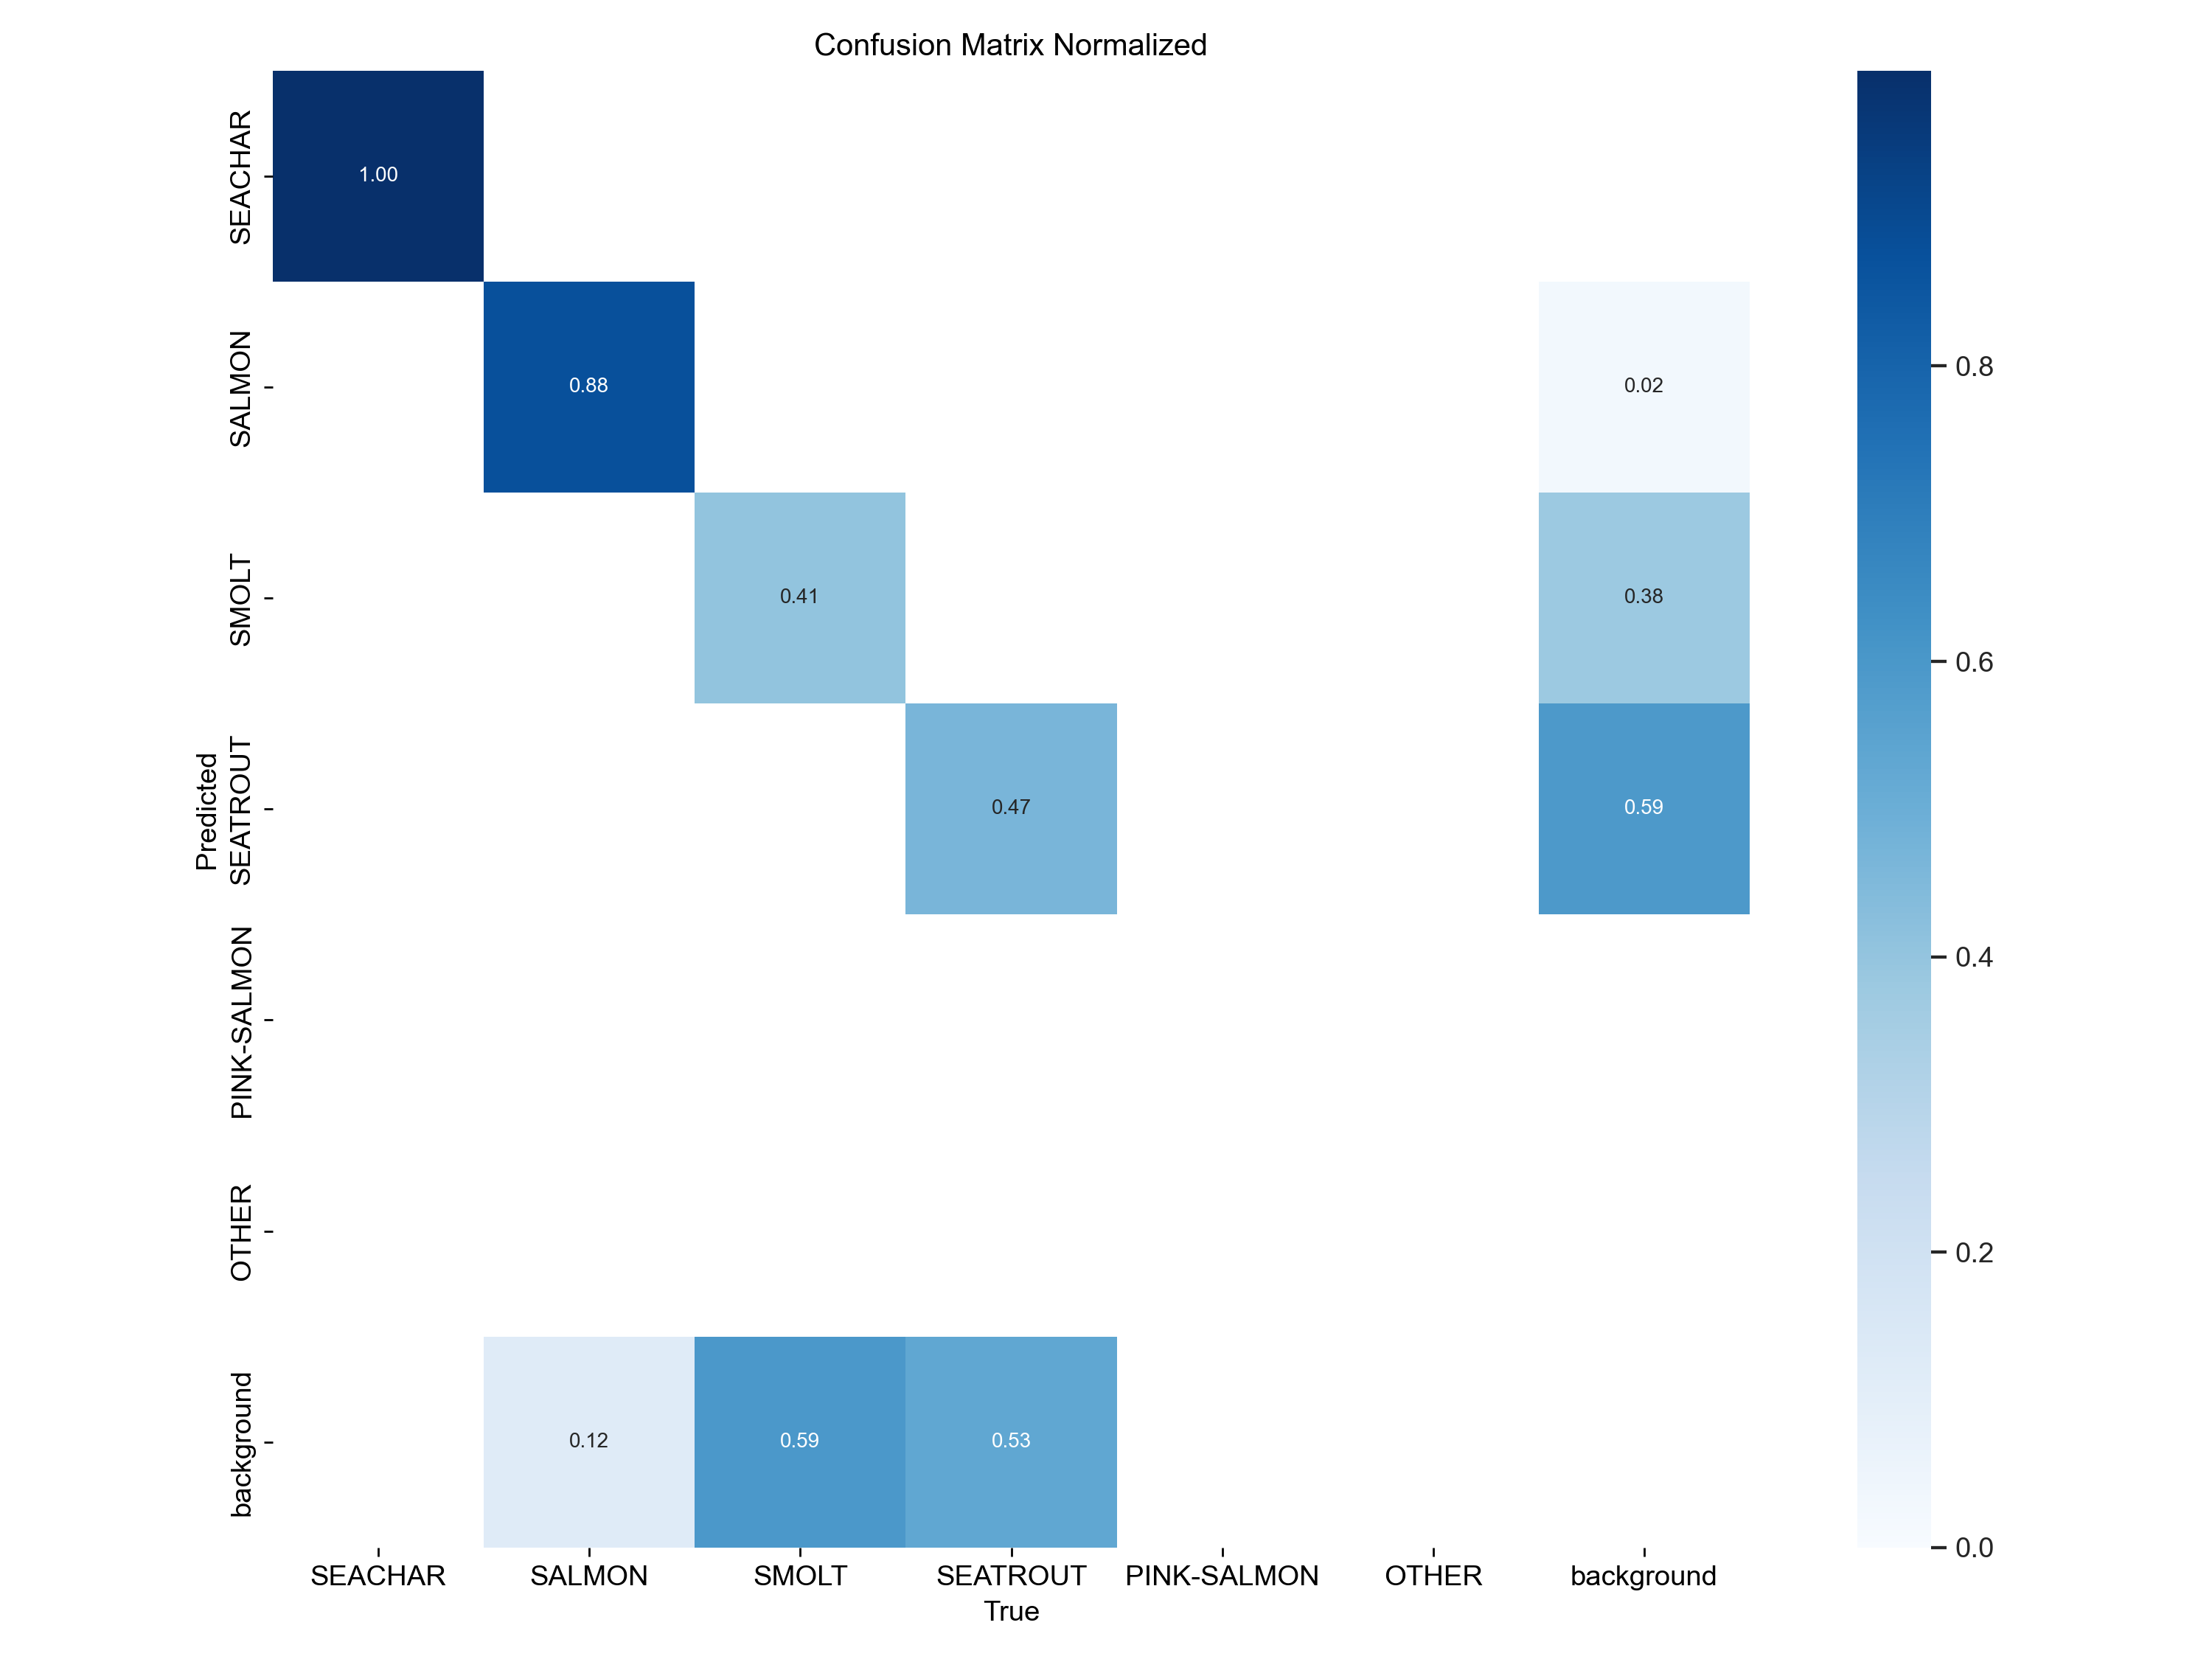 Confusion Matrix Normalized
SEACHAR
1.00
SALMON
0.88
0.02
0.8
SMOLT
0.41
0.38
0.6
Predicted
SEATROUT
0.47
0.59
0.4
PINK-SALMON
OTHER
0.2
background
0.12
0.59
0.53
0.0
SEACHAR SALMON SMOLT SEATROUT PINK-SALMON OTHER background
True